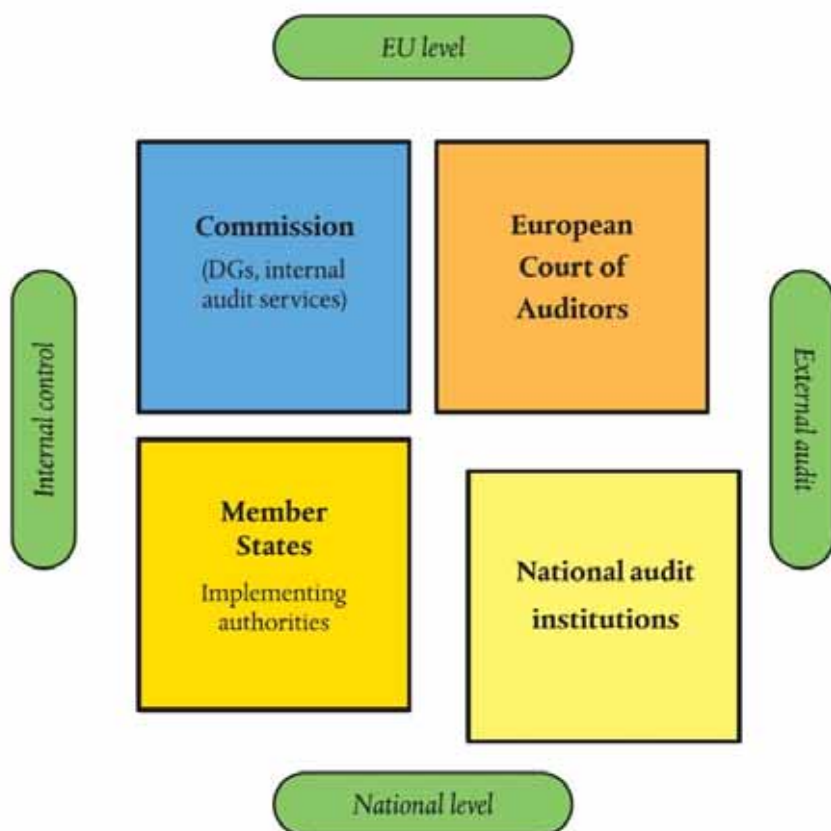 EU level
Commission
(DGs, internal
audit services)
European
Court of
Auditors
Internal control
External audit
Member
States
Implementing
authorities
National audit
institutions
National level